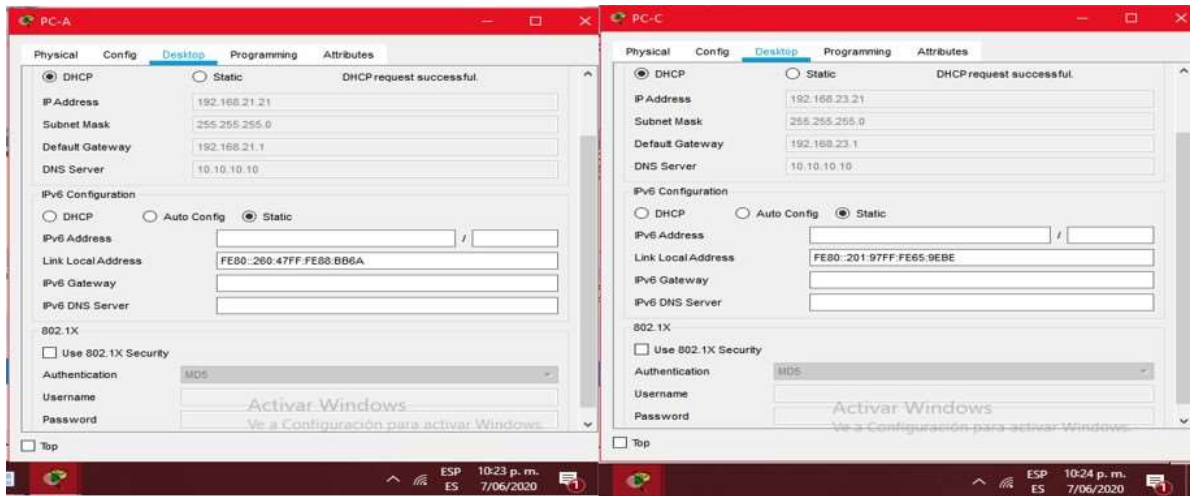 PC-A
Physical Config Desktop Programming Attributes
DHCP Static DHCP request successful.
IP Address 192.168.21.21
Subnet Mask 255.255.255.0
Default Gateway 192.168.21.1
DNS Server 10.10.10.10
IPv6 Configuration
DHCP Auto Config Static
IPv6 Address /
Link Local Address FE80::260:47FF:FE88:BB6A
IPv6 Gateway
IPv6 DNS Server
802.1X
Use 802.1X Security
Authentication MD5
Username
Password
Activar Windows
Ve a Configuración para activar Windows.
Top
ESP 10:23 p. m.
ES 7/06/2020
1
PC-C
Physical Config Desktop Programming Attributes
DHCP Static DHCP request successful.
IP Address 192.168.23.21
Subnet Mask 255.255.255.0
Default Gateway 192.168.23.1
DNS Server 10.10.10.10
IPv6 Configuration
DHCP Auto Config Static
IPv6 Address /
Link Local Address FE80::201:97FF:FE65:9EBE
IPv6 Gateway
IPv6 DNS Server
802.1X
Use 802.1X Security
Authentication MD5
Username
Password
Activar Windows
Ve a Configuración para activar Windows.
Top
ESP 10:24 p. m.
ES 7/06/2020
1